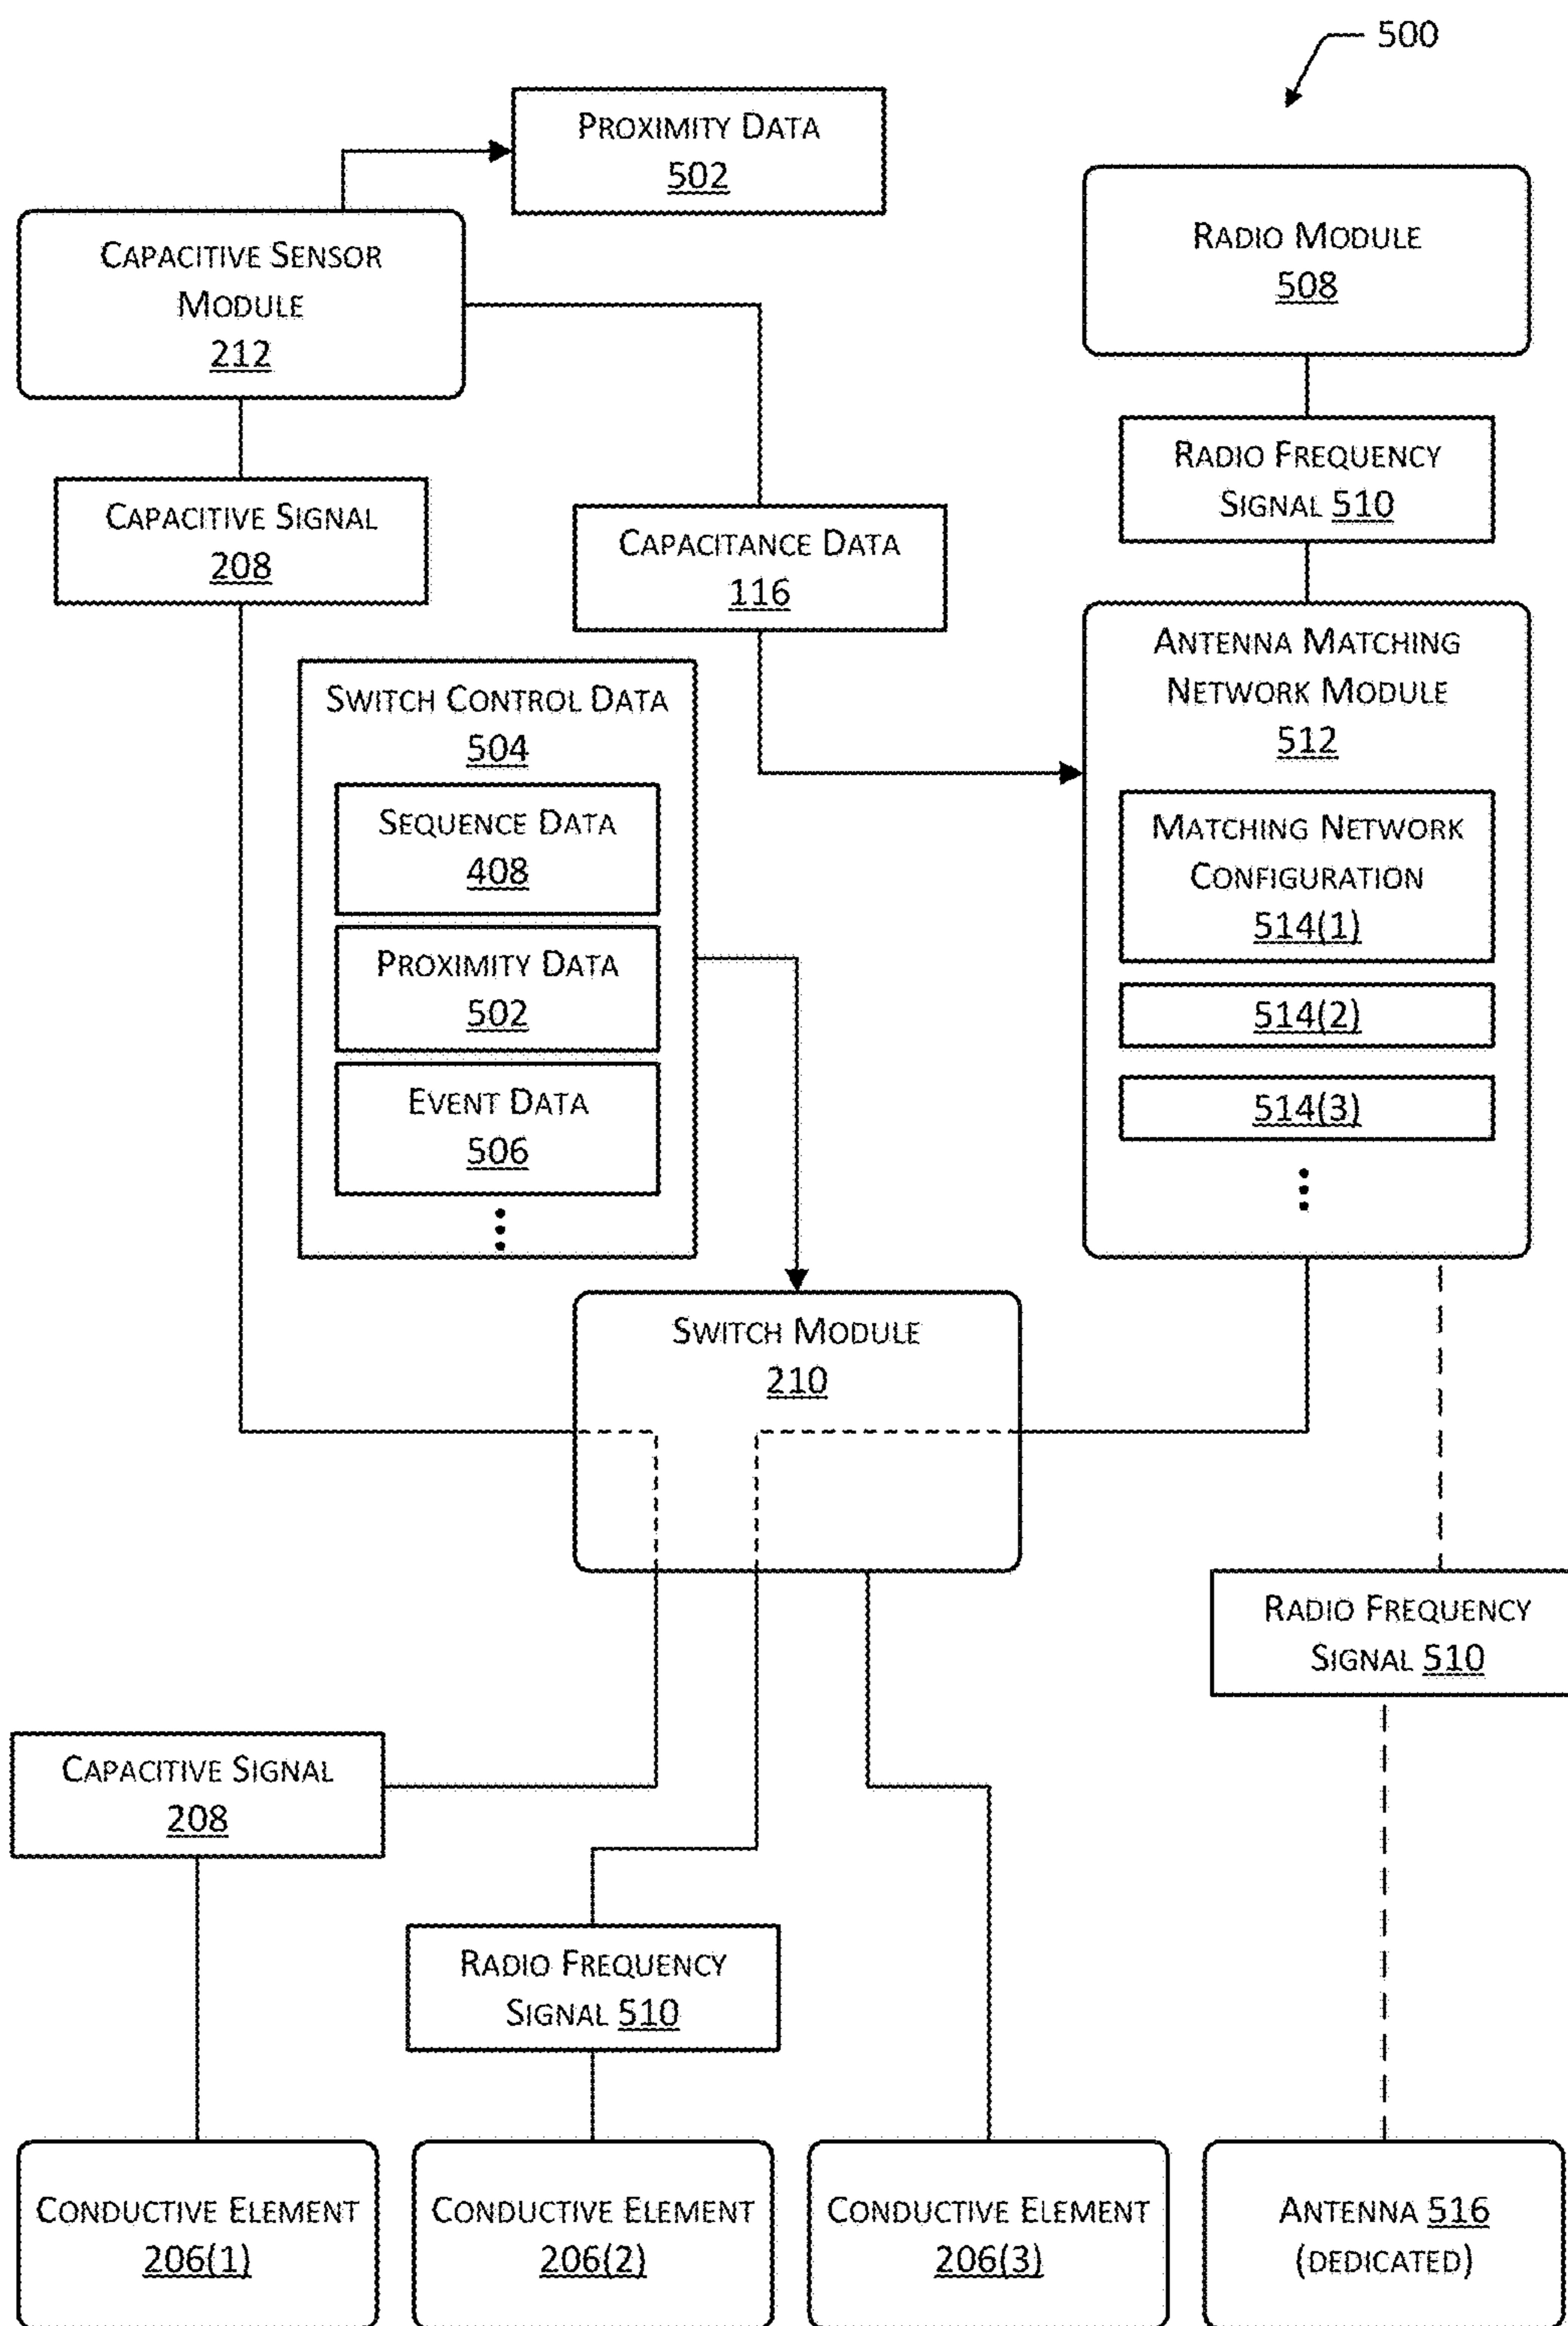 500
PROXIMITY DATA
502
CAPACITIVE SENSOR
MODULE
212
RADIO MODULE
508
RADIO FREQUENCY
SIGNAL 510
CAPACITIVE SIGNAL
208
CAPACITANCE DATA
116
ANTENNA MATCHING
NETWORK MODULE
512
MATCHING NETWORK
CONFIGURATION
514(1)
514(2)
514(3)
SWITCH CONTROL DATA
504
SEQUENCE DATA
408
PROXIMITY DATA
502
EVENT DATA
506
SWITCH MODULE
210
RADIO FREQUENCY
SIGNAL 510
CAPACITIVE SIGNAL
208
RADIO FREQUENCY
SIGNAL 510
CONDUCTIVE ELEMENT
206(1)
CONDUCTIVE ELEMENT
206(2)
CONDUCTIVE ELEMENT
206(3)
ANTENNA 516
(DEDICATED)